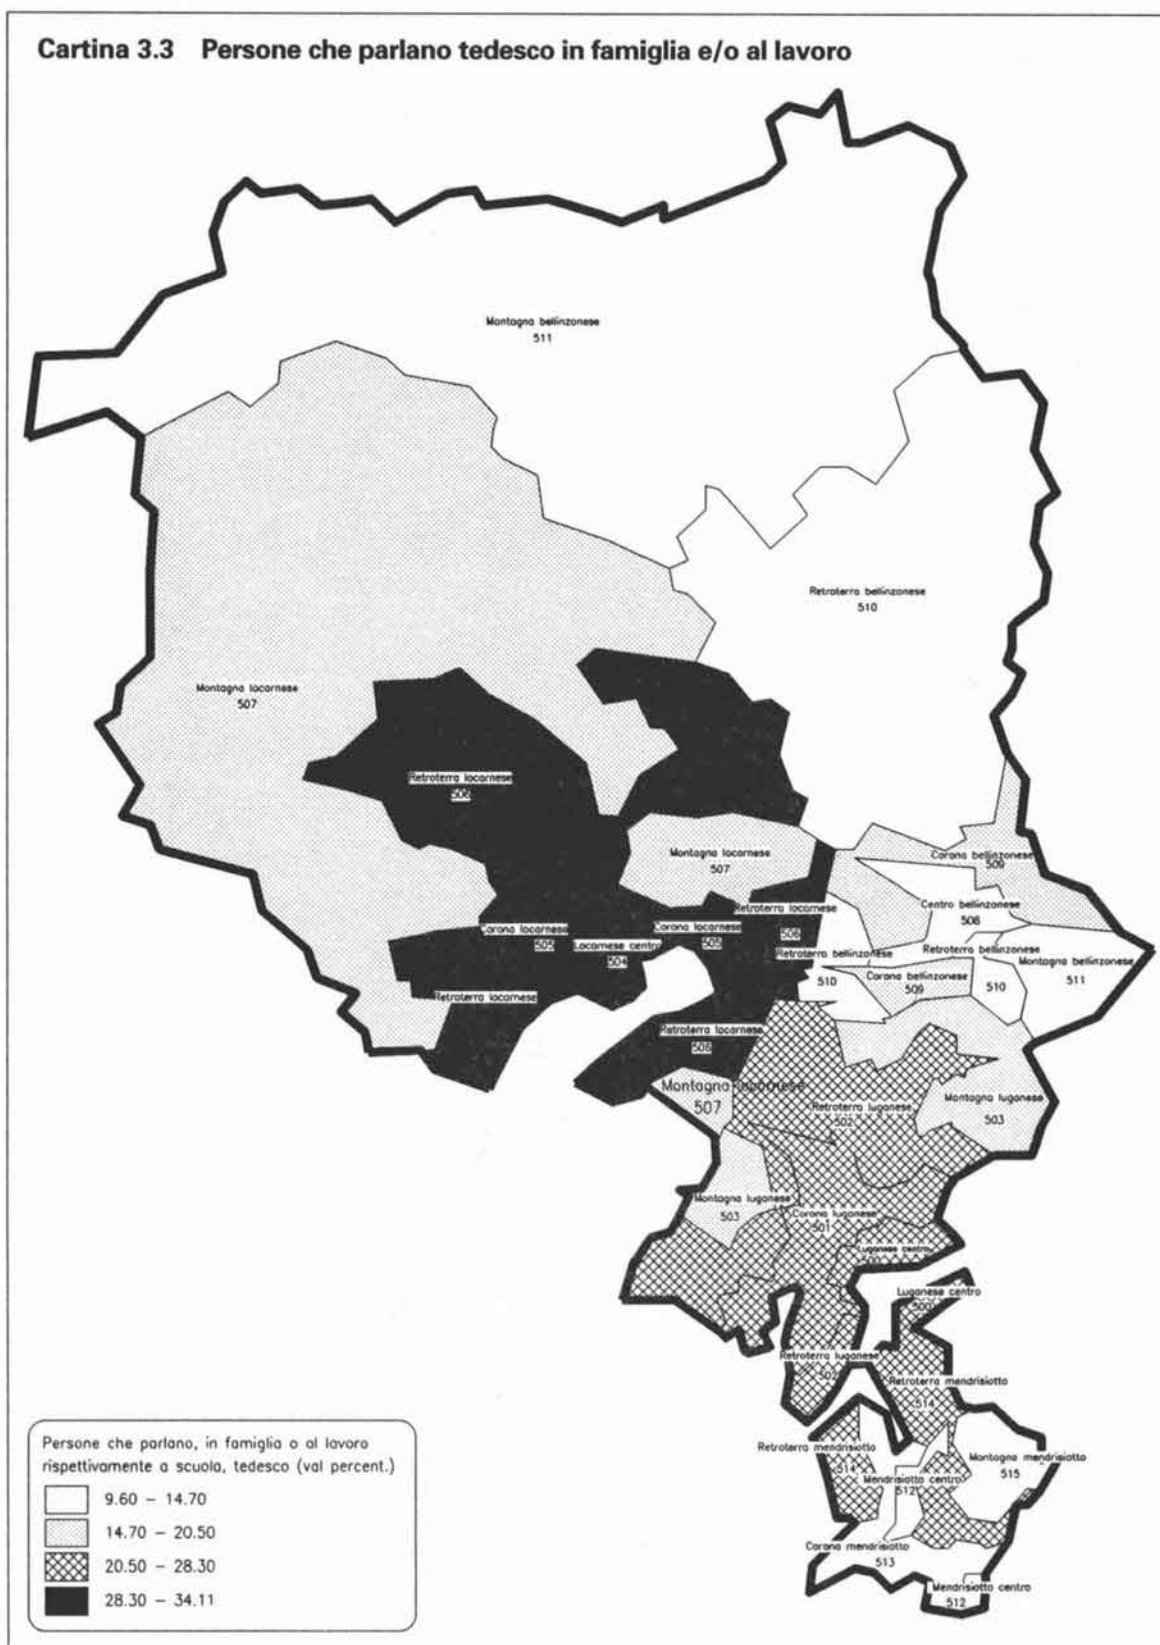 Cartina 3.3 Persone che parlano tedesco in famiglia e/o al lavoro
Montagna bellinzonese
511
Retroterra bellinzonese
510
Montagna locarnese
507
Retroterra locarnese
506
Montagna locarnese
507
Corona bellinzonese
509
Centro bellinzonese
508
Retroterra locarnese
506
Corona locarnese
505
Corona locarnese
505
Locarnese centro
504
Retroterra bellinzonese
510
Retroterra bellinzonese
510
Montagna bellinzonese
511
Corona bellinzonese
509
Retroterra locarnese
Retroterra locarnese
506
Montagna locarnese
507
Montagna luganese
503
Retroterra luganese
502
Montagna luganese
503
Corona luganese
501
Luganese centro
500
Luganese centro
500
Retroterra luganese
502
Retroterra mendrisiotto
514
Retroterra mendrisiotto
514
Montagna mendrisiotto
515
Mendrisiotto centro
512
Corona mendrisiotto
513
Mendrisiotto centro
512
Persone che parlano, in famiglia o al lavoro
rispettivamente a scuola, tedesco (val percent.)
9.60 – 14.70
14.70 – 20.50
20.50 – 28.30
28.30 – 34.11